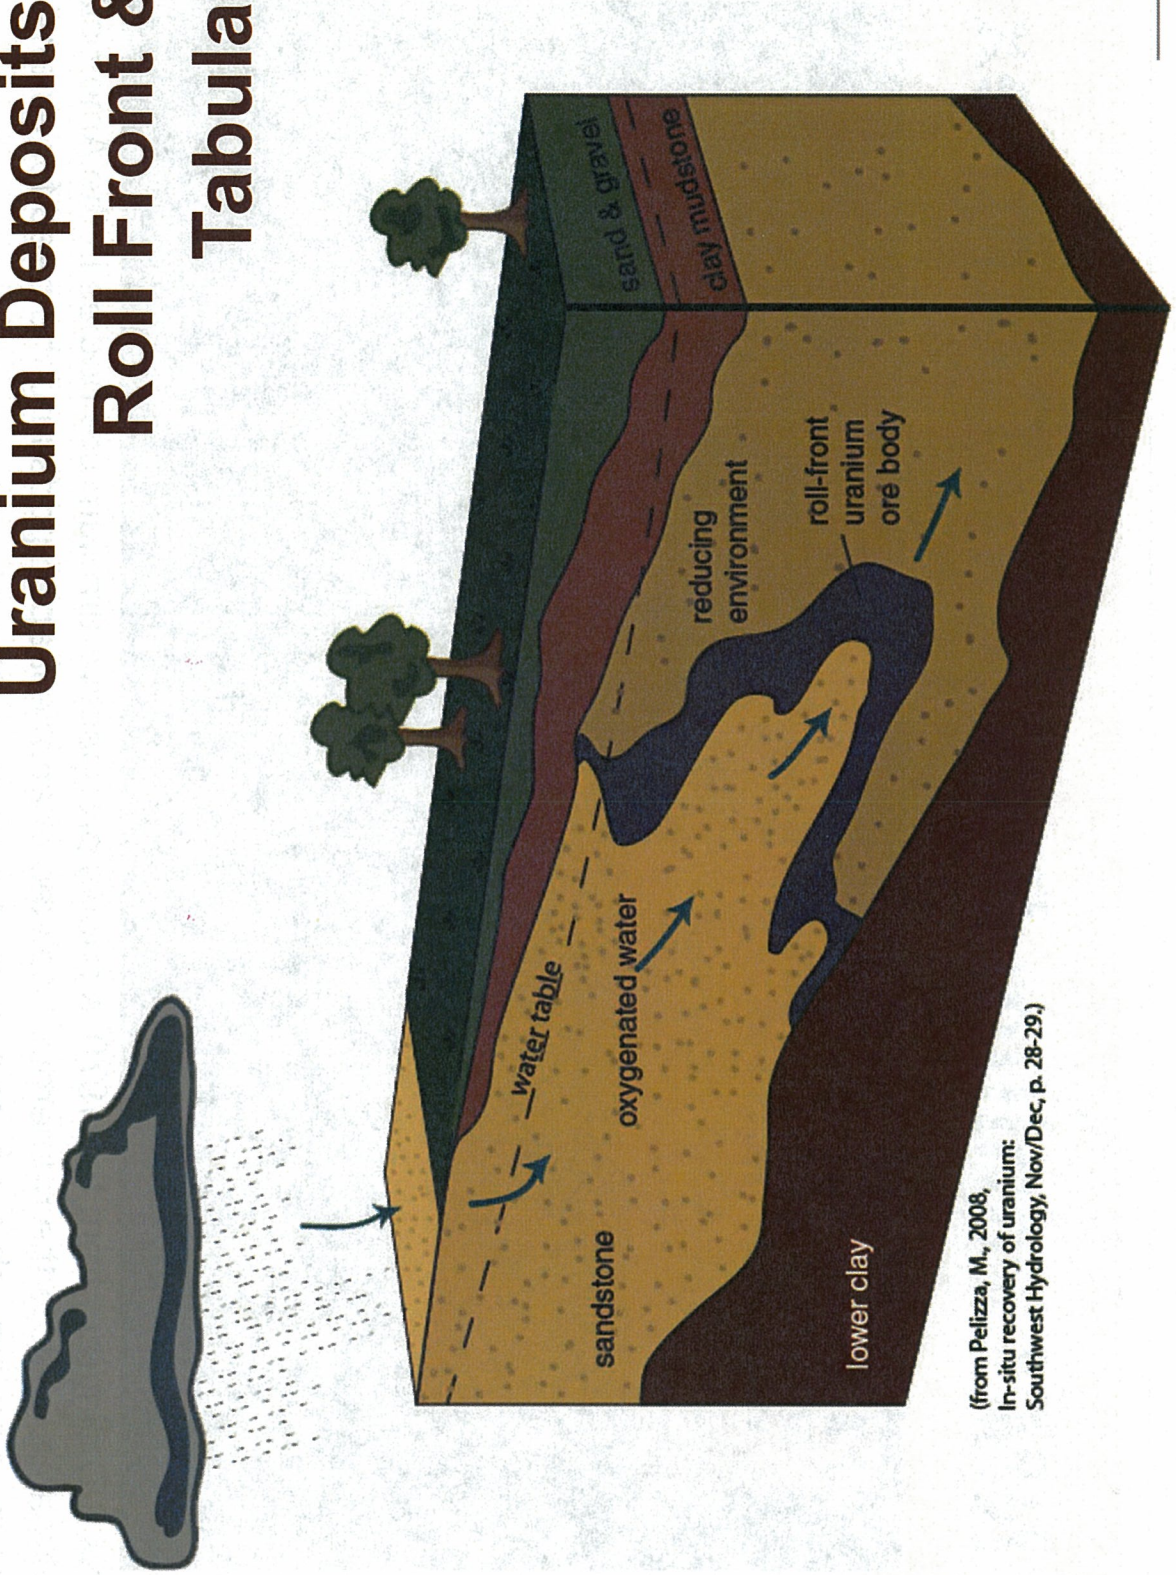 Uranium Deposits
Roll Front &
Tabula
sand & gravel
clay mudstone
water table
oxygenated water
reducing
environment
roll-front
uranium
ore body
sandstone
lower clay
(from Pelizza, M., 2008,
In-situ recovery of uranium:
Southwest Hydrology, Nov/Dec, p. 28-29.)